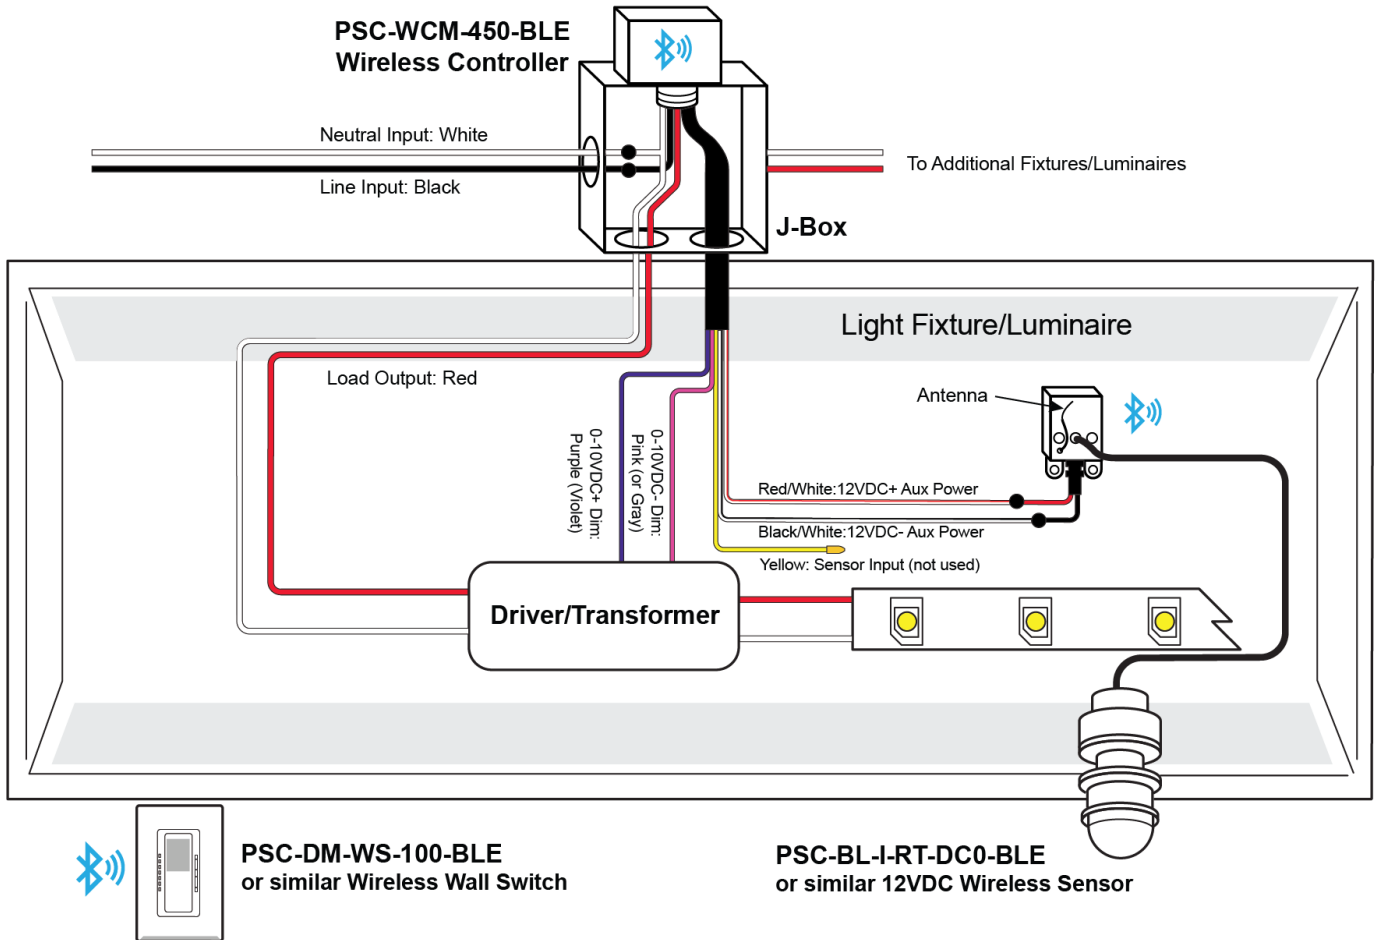 PSC-WCM-450-BLE
Wireless Controller
Neutral Input: White
Line Input: Black
To Additional Fixtures/Luminaires
J-Box
Light Fixture/Luminaire
Load Output: Red
Antenna
0-10VDC+ Dim:
Purple (Violet)
0-10VDC- Dim:
Pink (or Gray)
Red/White:12VDC+ Aux Power
Black/White:12VDC- Aux Power
Yellow: Sensor Input (not used)
Driver/Transformer
PSC-DM-WS-100-BLE
or similar Wireless Wall Switch
PSC-BL-I-RT-DC0-BLE
or similar 12VDC Wireless Sensor